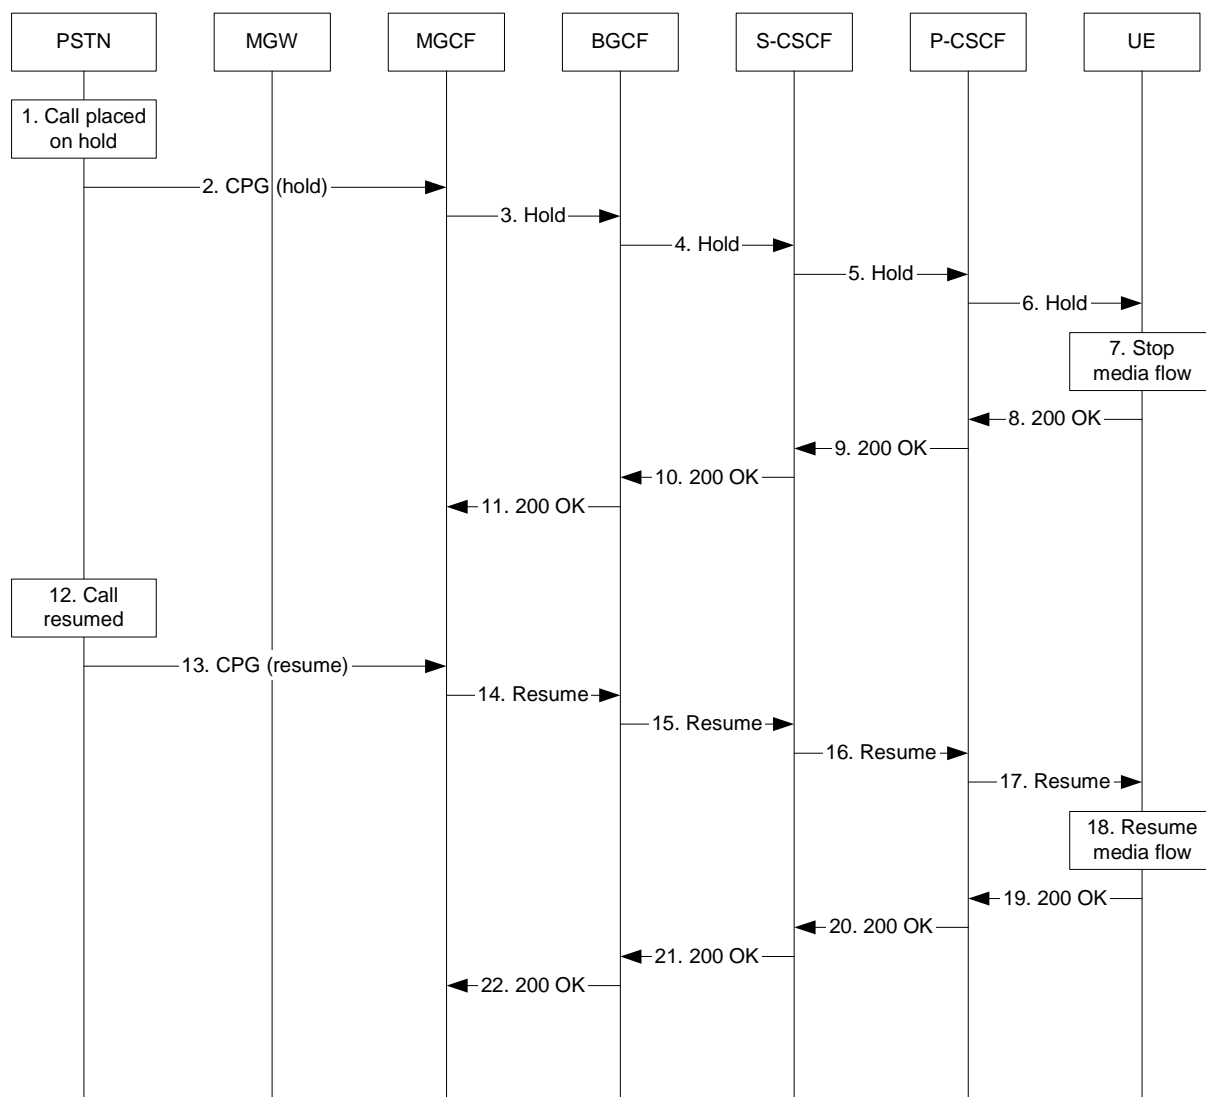 PSTN
MGW
MGCF
BGCF
S-CSCF
P-CSCF
UE
1. Call placed
on hold
2. CPG (hold)
3. Hold
4. Hold
5. Hold
6. Hold
7. Stop
media flow
8. 200 OK
9. 200 OK
10. 200 OK
11. 200 OK
12. Call
resumed
13. CPG (resume)
14. Resume
15. Resume
16. Resume
17. Resume
18. Resume
media flow
19. 200 OK
20. 200 OK
21. 200 OK
22. 200 OK